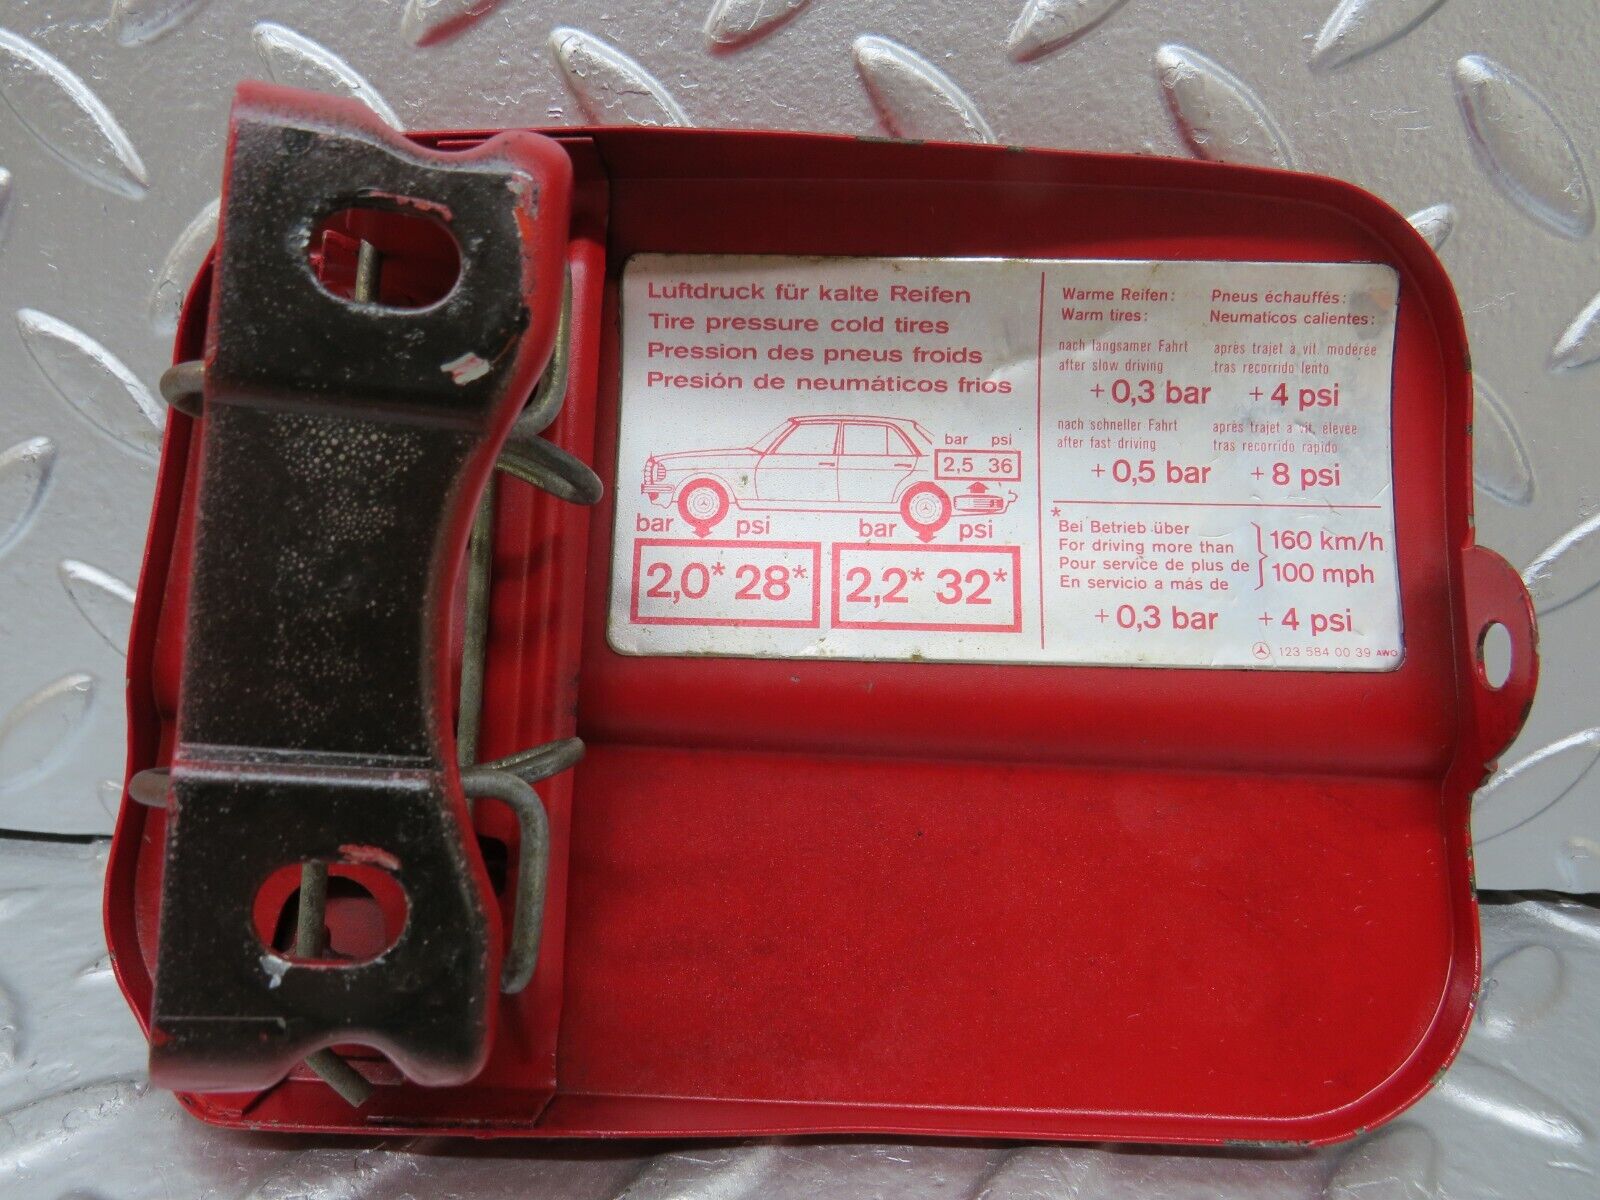 Luftdruck für kalte Reifen
Tire pressure cold tires
Pression des pneus froids
Presión de neumáticos frios
bar psi
2,5 36
bar psi
bar psi
2,0* 28*
2,2* 32*
Warme Reifen: Pneus échauffés:
Warm tires: Neumaticos calientes:
nach langsamer Fahrt après trajet à vit. modérée
after slow driving tras recorrido lento
+ 0,3 bar + 4 psi
nach schneller Fahrt après trajet à vit. élevée
after fast driving tras recorrido rapido
+ 0,5 bar + 8 psi
* Bei Betrieb über
For driving more than
Pour service de plus de
En servicio a más de
160 km/h
100 mph
+ 0,3 bar + 4 psi
123 584 00 39 AWO